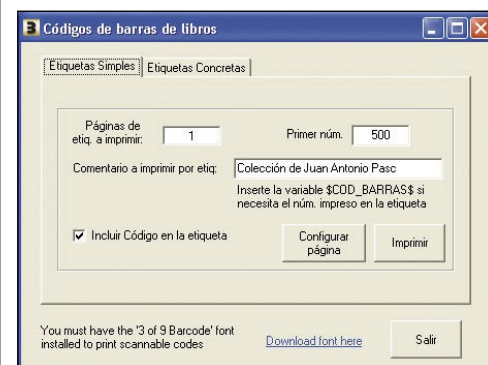 Códigos de barras de libros
Etiquetas Simples Etiquetas Concretas
Páginas de
etiq. a imprimir: 1 Primer núm. 500
Comentario a imprimir por etiq: Colección de Juan Antonio Pasc
Inserte la variable $COD_BARRAS$ si
necesita el núm. impreso en la etiqueta
Incluir Código en la etiqueta
Configurar
página
Imprimir
You must have the '3 of 9 Barcode' font
installed to print scannable codes
Download font here
Salir